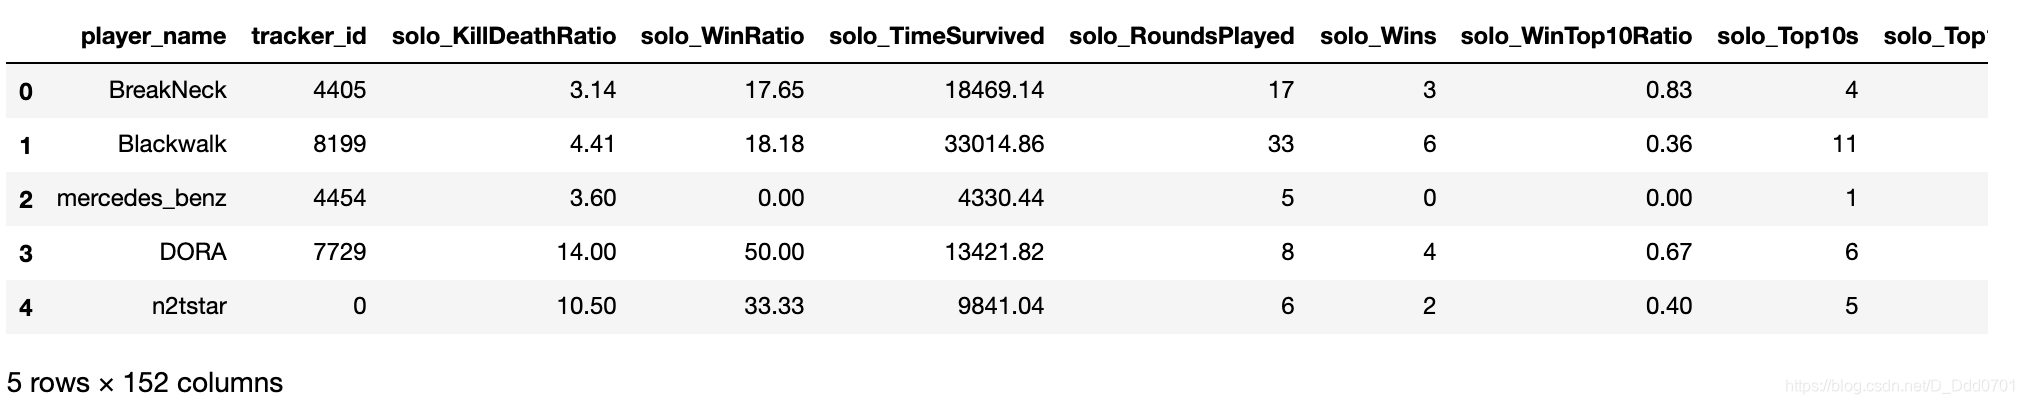 player_name tracker_id solo_KillDeathRatio solo_WinRatio solo_TimeSurvived solo_RoundsPlayed solo_Wins solo_WinTop10Ratio solo_Top10s solo_Top
0 BreakNeck 4405 3.14 17.65 18469.14 17 3 0.83 4
1 Blackwalk 8199 4.41 18.18 33014.86 33 6 0.36 11
2 mercedes_benz 4454 3.60 0.00 4330.44 5 0 0.00 1
3 DORA 7729 14.00 50.00 13421.82 8 4 0.67 6
4 n2tstar 0 10.50 33.33 9841.04 6 2 0.40 5
5 rows × 152 columns
https://blog.csdn.net/D_Ddd0701